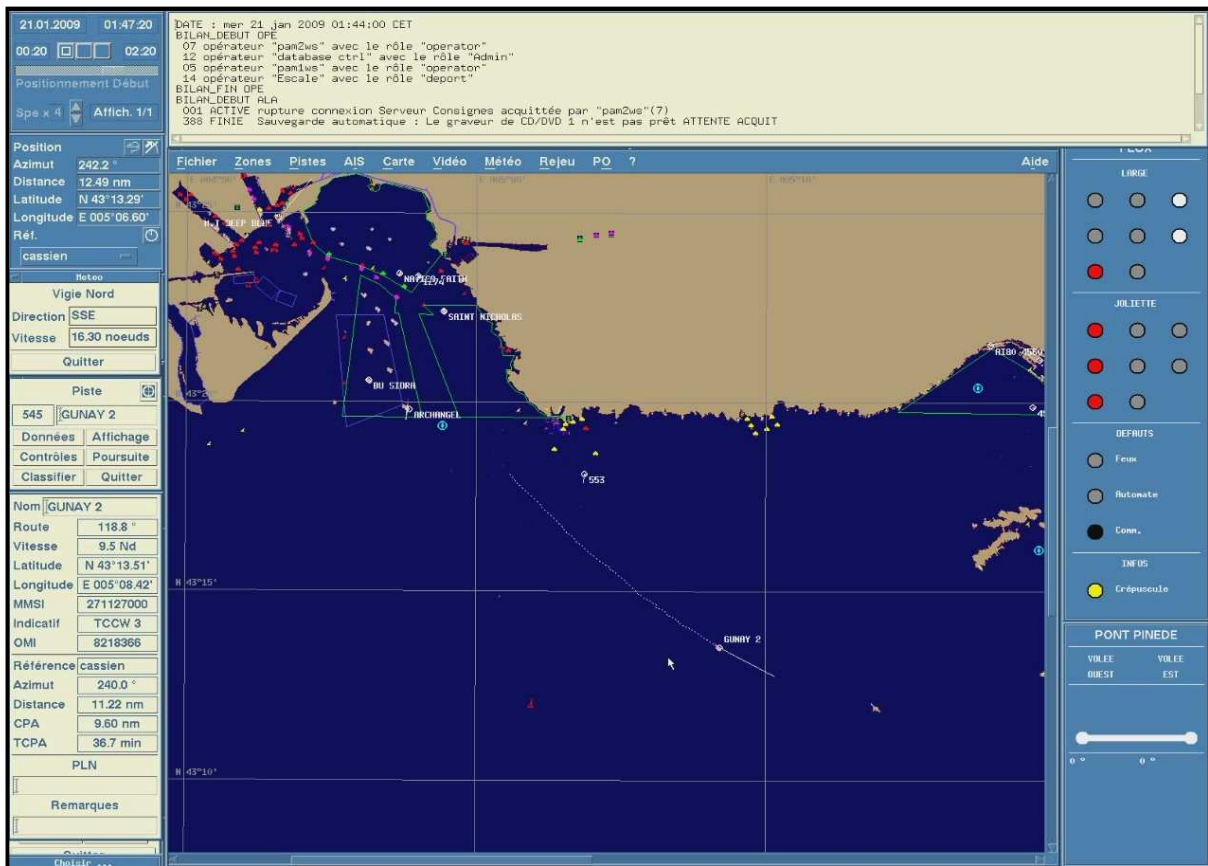 21.01.2009 01:47:20
00:20 02:20
Positionnement Début
Spe x 4 Affich. 1/1
DATE : mer 21 jan 2009 01:44:00 CET
BILAN_DEBUT OPE
07 opérateur "pam2ws" avec le rôle "operator"
12 opérateur "database ctrl" avec le rôle "Admin"
05 opérateur "pam1ws" avec le rôle "operator"
14 opérateur "Escale" avec le rôle "deport"
BILAN_FIN OPE
BILAN_DEBUT ALA
001 ACTIVE rupture connexion Serveur Consignes acquittée par "pam2ws"(7)
388 FINIE Sauvegarde automatique : Le graveur de CD/DVD 1 n'est pas prêt ATTENTE ACQUIT
Position
Azimut 242.2 °
Distance 12.49 nm
Latitude N 43°13.29'
Longitude E 005°06.60'
Réf.
cassien
Meteo
Vigie Nord
Direction SSE
Vitesse 16.30 noeuds
Quitter
Piste
545 GUNAY 2
Données Affichage
Contrôles Poursuite
Classifier Quitter
Nom GUNAY 2
Route 118.8 °
Vitesse 9.5 Nd
Latitude N 43°13.51'
Longitude E 005°08.42'
MMSI 271127000
Indicatif TCCW 3
OMI 8218366
Référence cassien
Azimut 240.0 °
Distance 11.22 nm
CPA 9.60 nm
TCPA 36.7 min
PLN
Remarques
Quitter
Choisir ...
Fichier Zones Pistes AIS Carte Vidéo Météo Rejeu PO ? Aide
E 005°10'
M.T DEEP BLUE
SAINT NICHOLAS
OU SIDRA
N 43°20'
ARCHANGEL
553
N 43°15'
GUNAY 2
N 43°10'
LARGE
JOLIETTE
DEFAUTS
Feux
Automate
Comm.
INFOS
Crépuscule
PONT PINEDE
VOLEE VOLEE
OUEST EST
0 ° 0 °